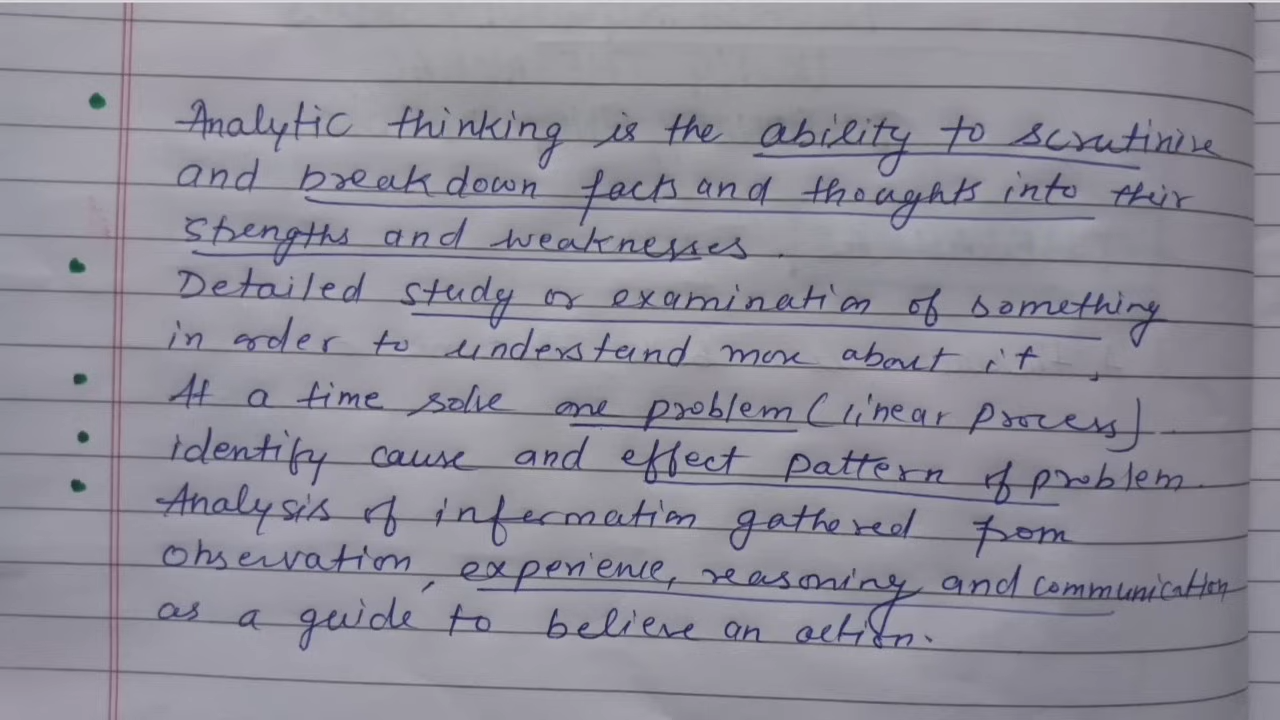 Analytic thinking is the ability to scrutinize
and break down facts and thoughts into their
strengths and weaknesses.
Detailed study or examination of something
in order to understand more about it.
At a time solve one problem (linear process)
identify cause and effect pattern of problem.
Analysis of information gathered from
observation, experience, reasoning and communication
as a guide to believe an action.